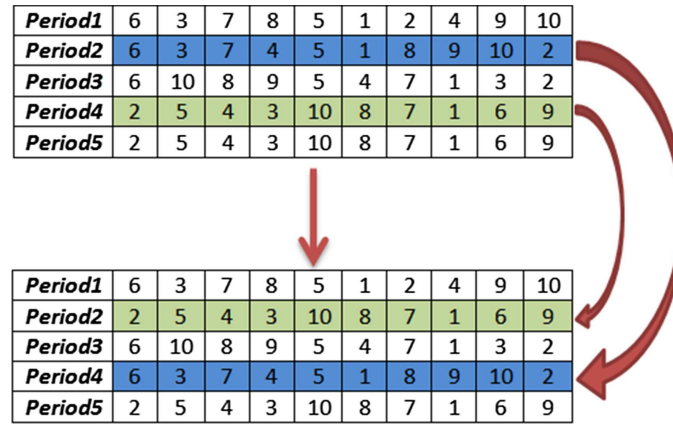 Period1 6 3 7 8 5 1 2 4 9 10
Period2 6 3 7 4 5 1 8 9 10 2
Period3 6 10 8 9 5 4 7 1 3 2
Period4 2 5 4 3 10 8 7 1 6 9
Period5 2 5 4 3 10 8 7 1 6 9
Period1 6 3 7 8 5 1 2 4 9 10
Period2 2 5 4 3 10 8 7 1 6 9
Period3 6 10 8 9 5 4 7 1 3 2
Period4 6 3 7 4 5 1 8 9 10 2
Period5 2 5 4 3 10 8 7 1 6 9